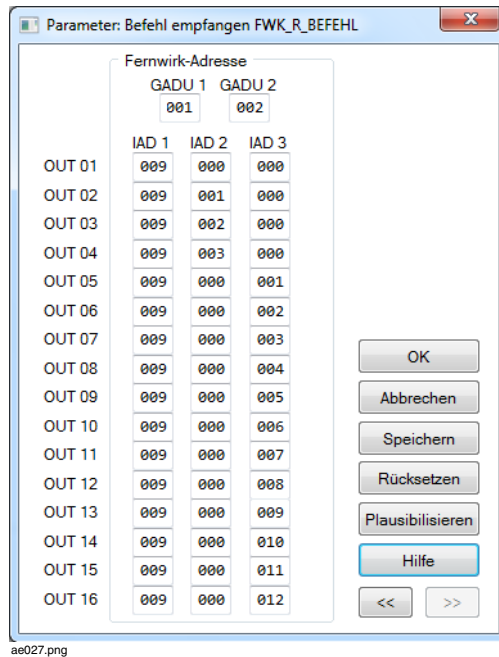 Parameter: Befehl empfangen FWK_R_BEFEHL
Fernwirk-Adresse
GADU 1 GADU 2
001 002
IAD 1 IAD 2 IAD 3
OUT 01 009 000 000
OUT 02 009 001 000
OUT 03 009 002 000
OUT 04 009 003 000
OUT 05 009 000 001
OUT 06 009 000 002
OUT 07 009 000 003
OUT 08 009 000 004
OUT 09 009 000 005
OUT 10 009 000 006
OUT 11 009 000 007
OUT 12 009 000 008
OUT 13 009 000 009
OUT 14 009 000 010
OUT 15 009 000 011
OUT 16 009 000 012
OK
Abbrechen
Speichern
Rücksetzen
Plausibilisieren
Hilfe
<< >>
ae027.png